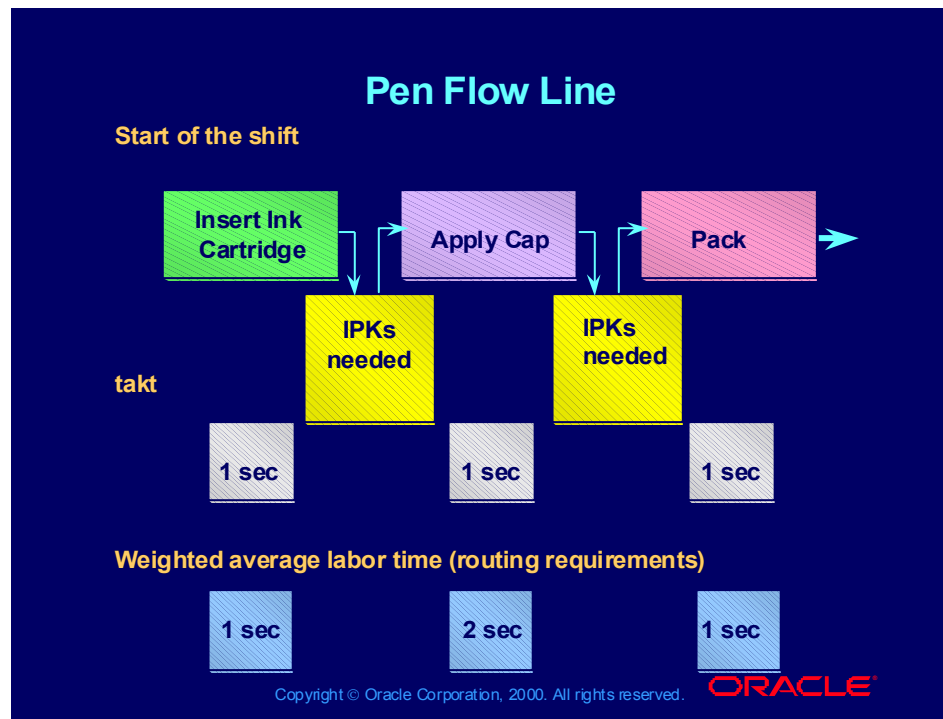 Pen Flow Line
Start of the shift
Insert Ink
Cartridge
Apply Cap
Pack
IPKs
needed
IPKs
needed
takt
1 sec
1 sec
1 sec
Weighted average labor time (routing requirements)
1 sec
2 sec
1 sec
Copyright © Oracle Corporation, 2000. All rights reserved.
ORACLE®